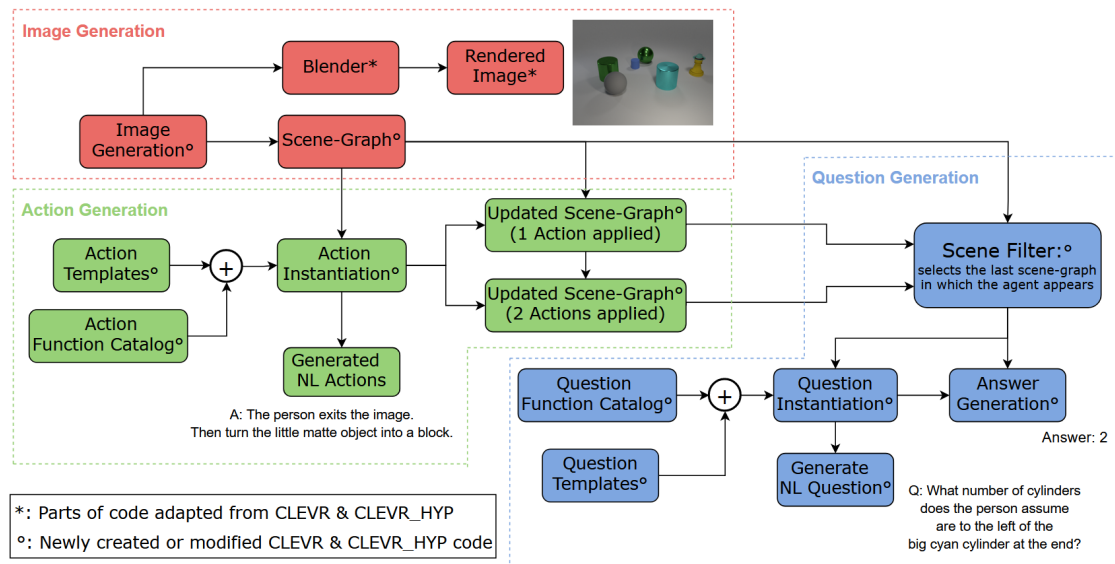 Image Generation
Blender*
Rendered
Image*
Image
Generation°
Scene-Graph°
Action Generation
Action
Templates°
+
Action
Function Catalog°
Action
Instantiation°
Generated
NL Actions
A: The person exits the image.
Then turn the little matte object into a block.
Updated Scene-Graph°
(1 Action applied)
Updated Scene-Graph°
(2 Actions applied)
Question Generation
Scene Filter:°
selects the last scene-graph
in which the agent appears
Question
Function Catalog°
+
Question
Templates°
Question
Instantiation°
Answer
Generation°
Answer: 2
Generate
NL Question°
Q: What number of cylinders
does the person assume
are to the left of the
big cyan cylinder at the end?
*: Parts of code adapted from CLEVR & CLEVR_HYP
°: Newly created or modified CLEVR & CLEVR_HYP code